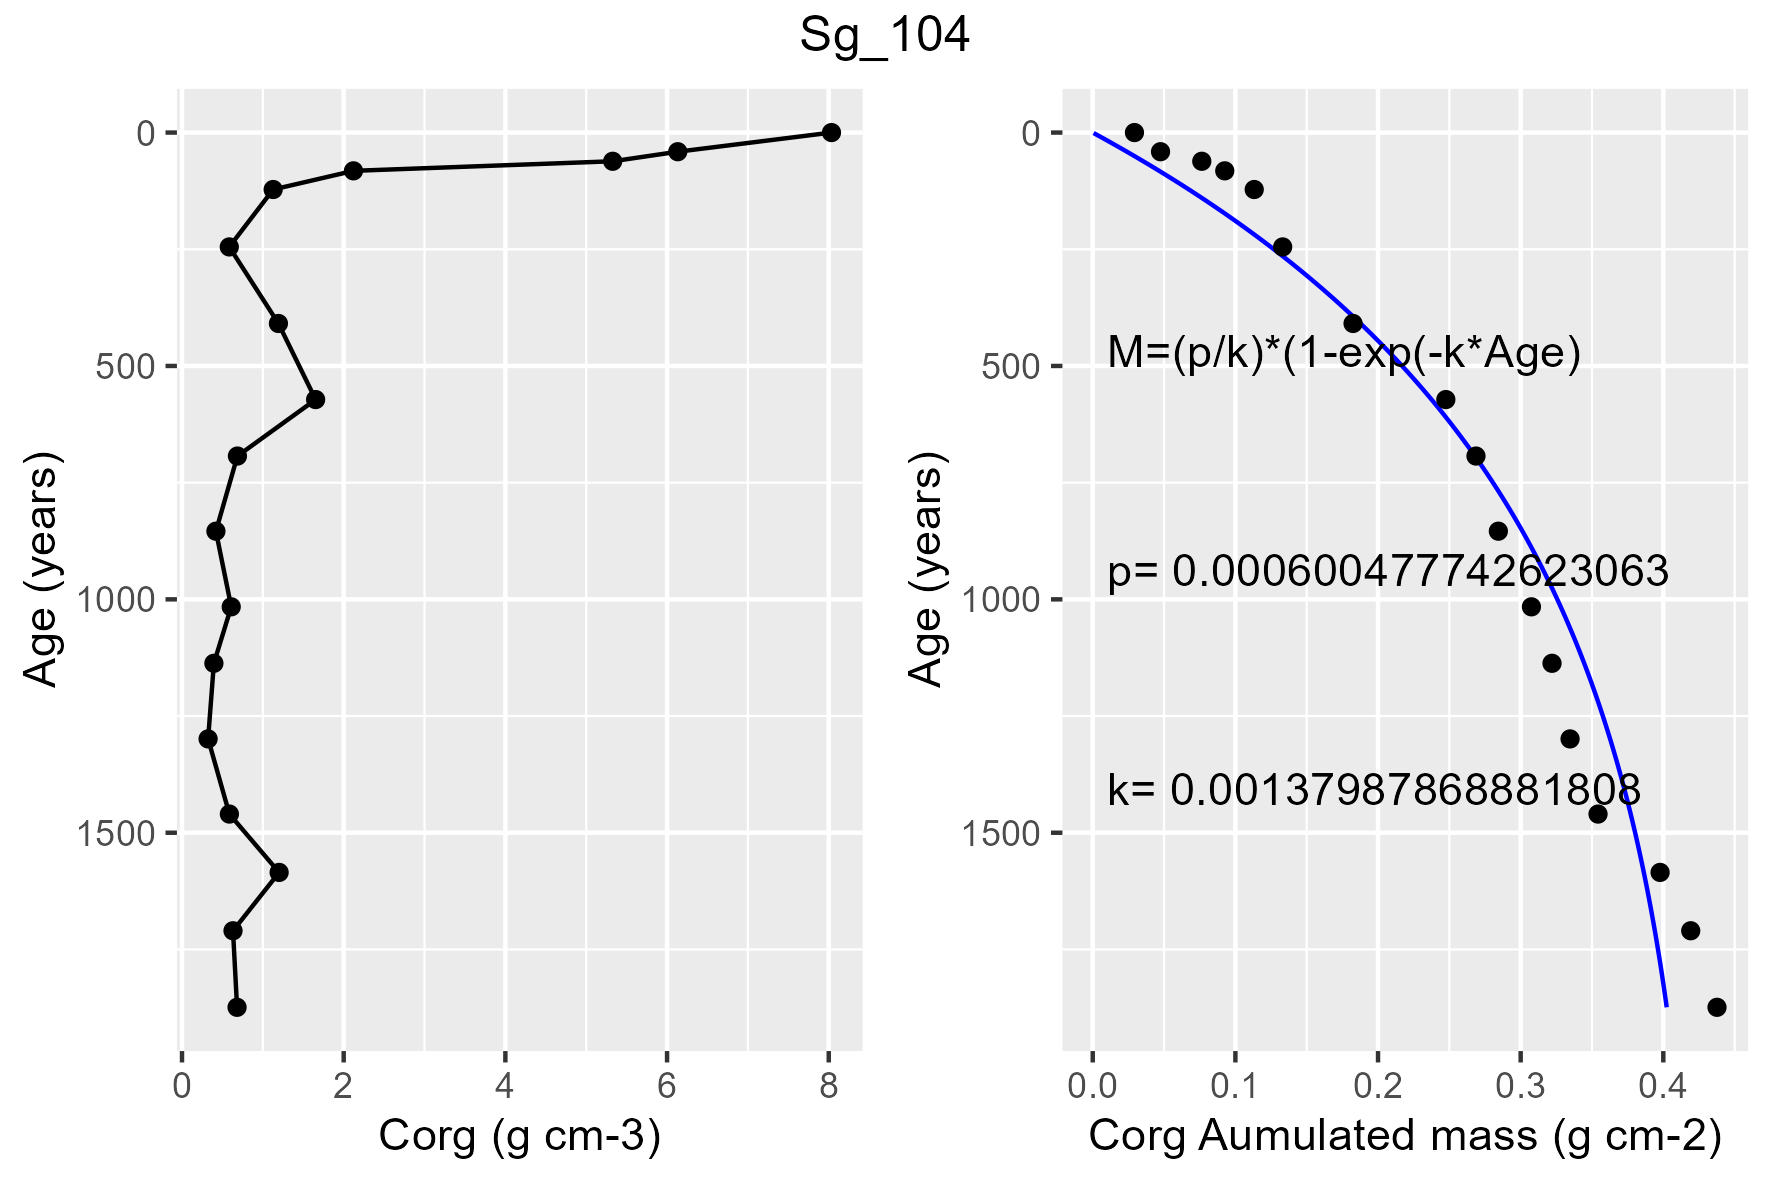 Sg_104
0
500
1000
1500
Age (years)
0 2 4 6 8
Corg (g cm-3)
0
500
1000
1500
Age (years)
M=(p/k)*(1-exp(-k*Age)
p= 0.000600477742623063
k= 0.00137987868881808
0.0 0.1 0.2 0.3 0.4
Corg Aumulated mass (g cm-2)